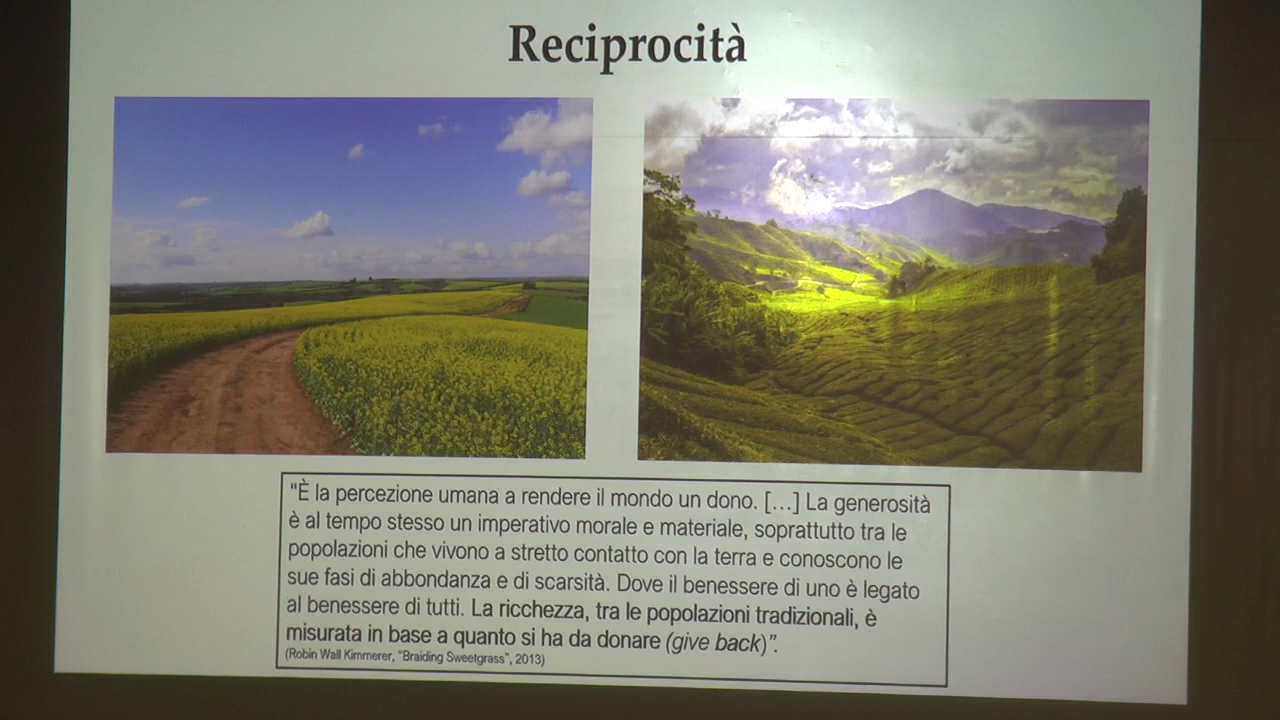 Reciprocità
"È la percezione umana a rendere il mondo un dono. [...] La generosità
è al tempo stesso un imperativo morale e materiale, soprattutto tra le
popolazioni che vivono a stretto contatto con la terra e conoscono le
sue fasi di abbondanza e di scarsità. Dove il benessere di uno è legato
al benessere di tutti. La ricchezza, tra le popolazioni tradizionali, è
misurata in base a quanto si ha da donare (give back)”.
(Robin Wall Kimmerer, "Braiding Sweetgrass", 2013)